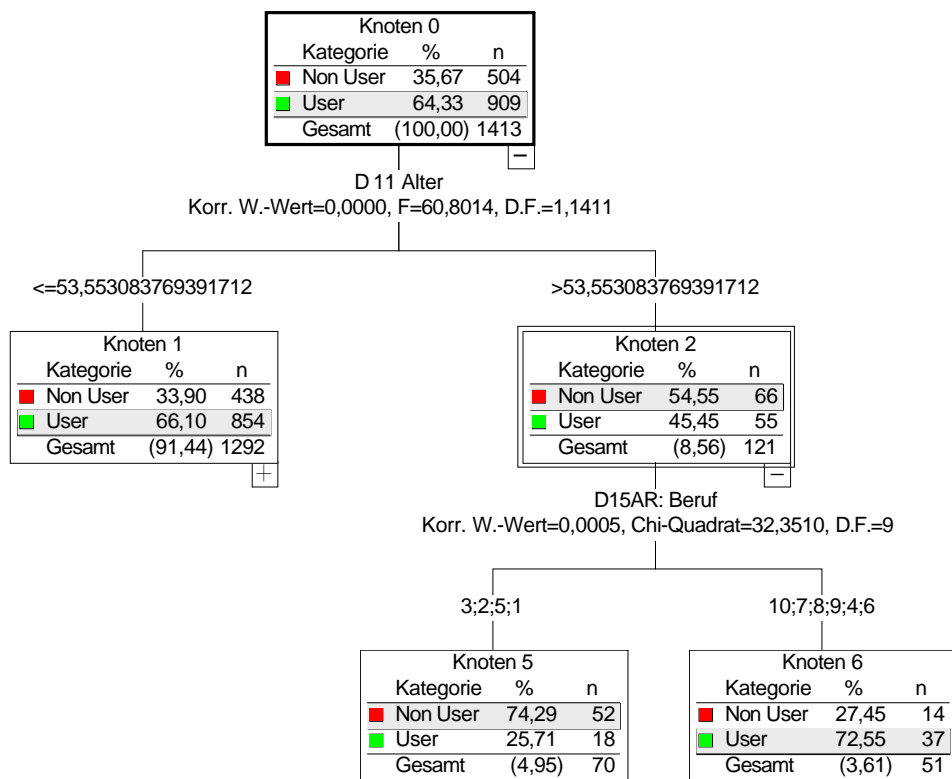 Knoten 0
Kategorie % n
Non User 35,67 504
User 64,33 909
Gesamt (100,00) 1413
D 11 Alter
Korr. W.-Wert=0,0000, F=60,8014, D.F.=1,1411
<=53,553083769391712 >53,553083769391712
Knoten 1
Kategorie % n
Non User 33,90 438
User 66,10 854
Gesamt (91,44) 1292
Knoten 2
Kategorie % n
Non User 54,55 66
User 45,45 55
Gesamt (8,56) 121
D15AR: Beruf
Korr. W.-Wert=0,0005, Chi-Quadrat=32,3510, D.F.=9
3;2;5;1 10;7;8;9;4;6
Knoten 5
Kategorie % n
Non User 74,29 52
User 25,71 18
Gesamt (4,95) 70
Knoten 6
Kategorie % n
Non User 27,45 14
User 72,55 37
Gesamt (3,61) 51